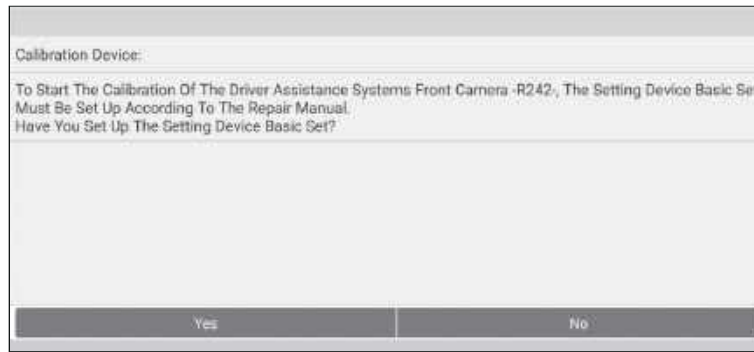 Calibration Device:
To Start The Calibration Of The Driver Assistance Systems Front Camera -R242-, The Setting Device Basic Se
Must Be Set Up According To The Repair Manual.
Have You Set Up The Setting Device Basic Set?
Yes
No